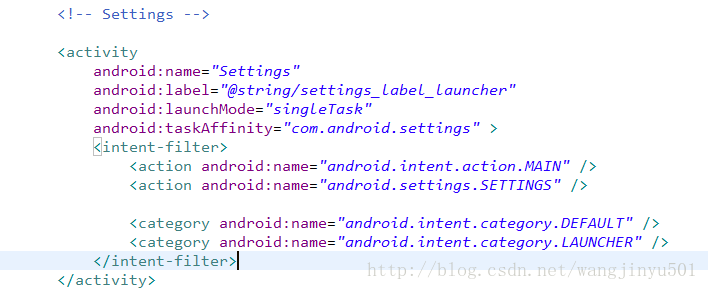 <!-- Settings -->
<activity
android:name="Settings"
android:label="@string/settings_label_launcher"
android:launchMode="singleTask"
android:taskAffinity="com.android.settings" >
<intent-filter>
<action android:name="android.intent.action.MAIN" />
<action android:name="android.settings.SETTINGS" />
<category android:name="android.intent.category.DEFAULT" />
<category android:name="android.intent.category.LAUNCHER" />
</intent-filter>
http://blog.csdn.net/wangjinyu501
</activity>